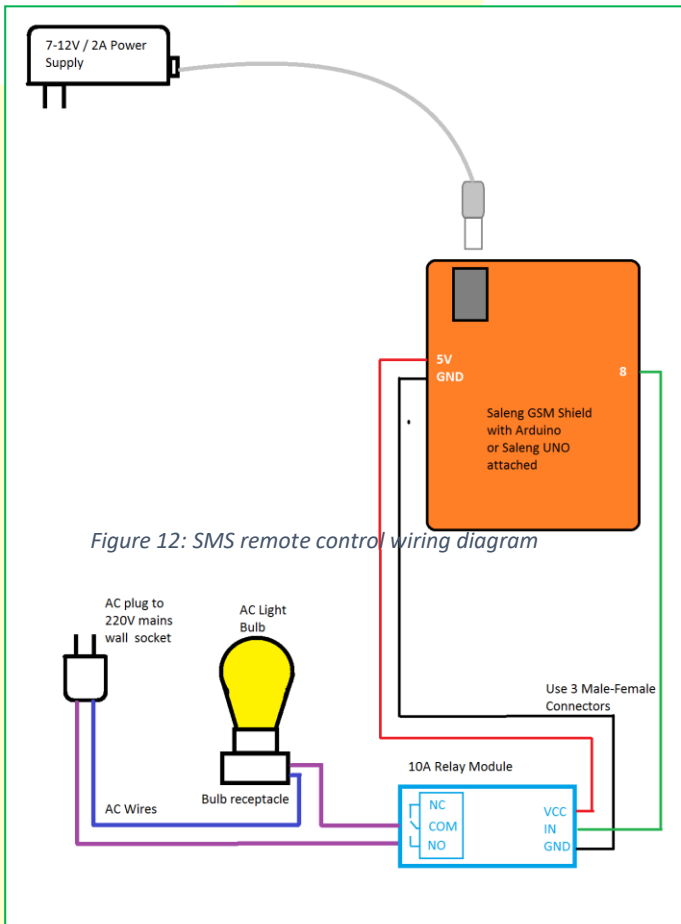 7-12V / 2A Power
Supply
5V
GND
8
Saleng GSM Shield
with Arduino
or Saleng UNO
attached
Figure 12: SMS remote control wiring diagram
AC plug to
220V mains
wall socket
AC Light
Bulb
Use 3 Male-Female
Connectors
10A Relay Module
Bulb receptacle
AC Wires
NC
COM
NO
VCC
IN
GND